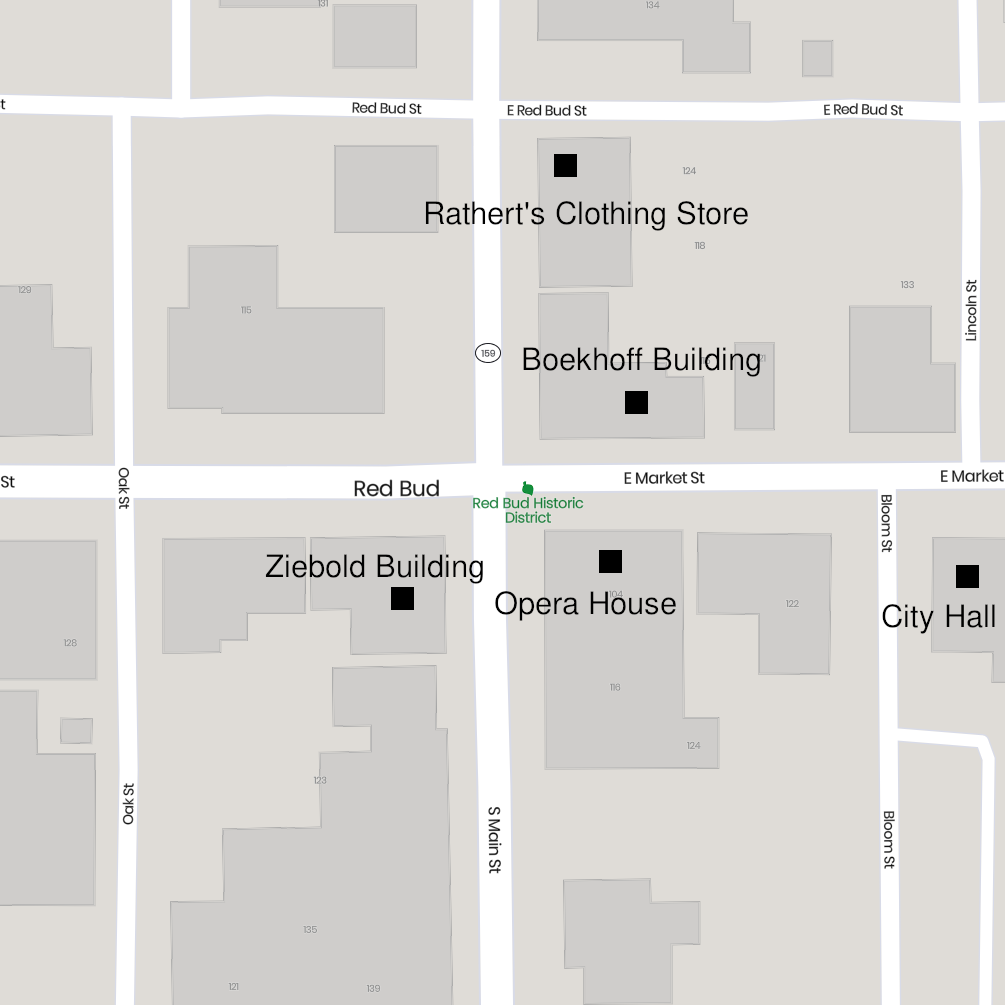 131
134
t
Red Bud St
E Red Bud St
E Red Bud St
124
Rathert's Clothing Store
118
129
133
115
Lincoln St
159
Boekhoff Building
St
Oak St
Red Bud
E Market St
E Market
Red Bud Historic
District
Bloom St
Ziebold Building
104
Opera House
122
City Hall
128
116
124
123
Oak St
S Main St
Bloom St
135
121
139